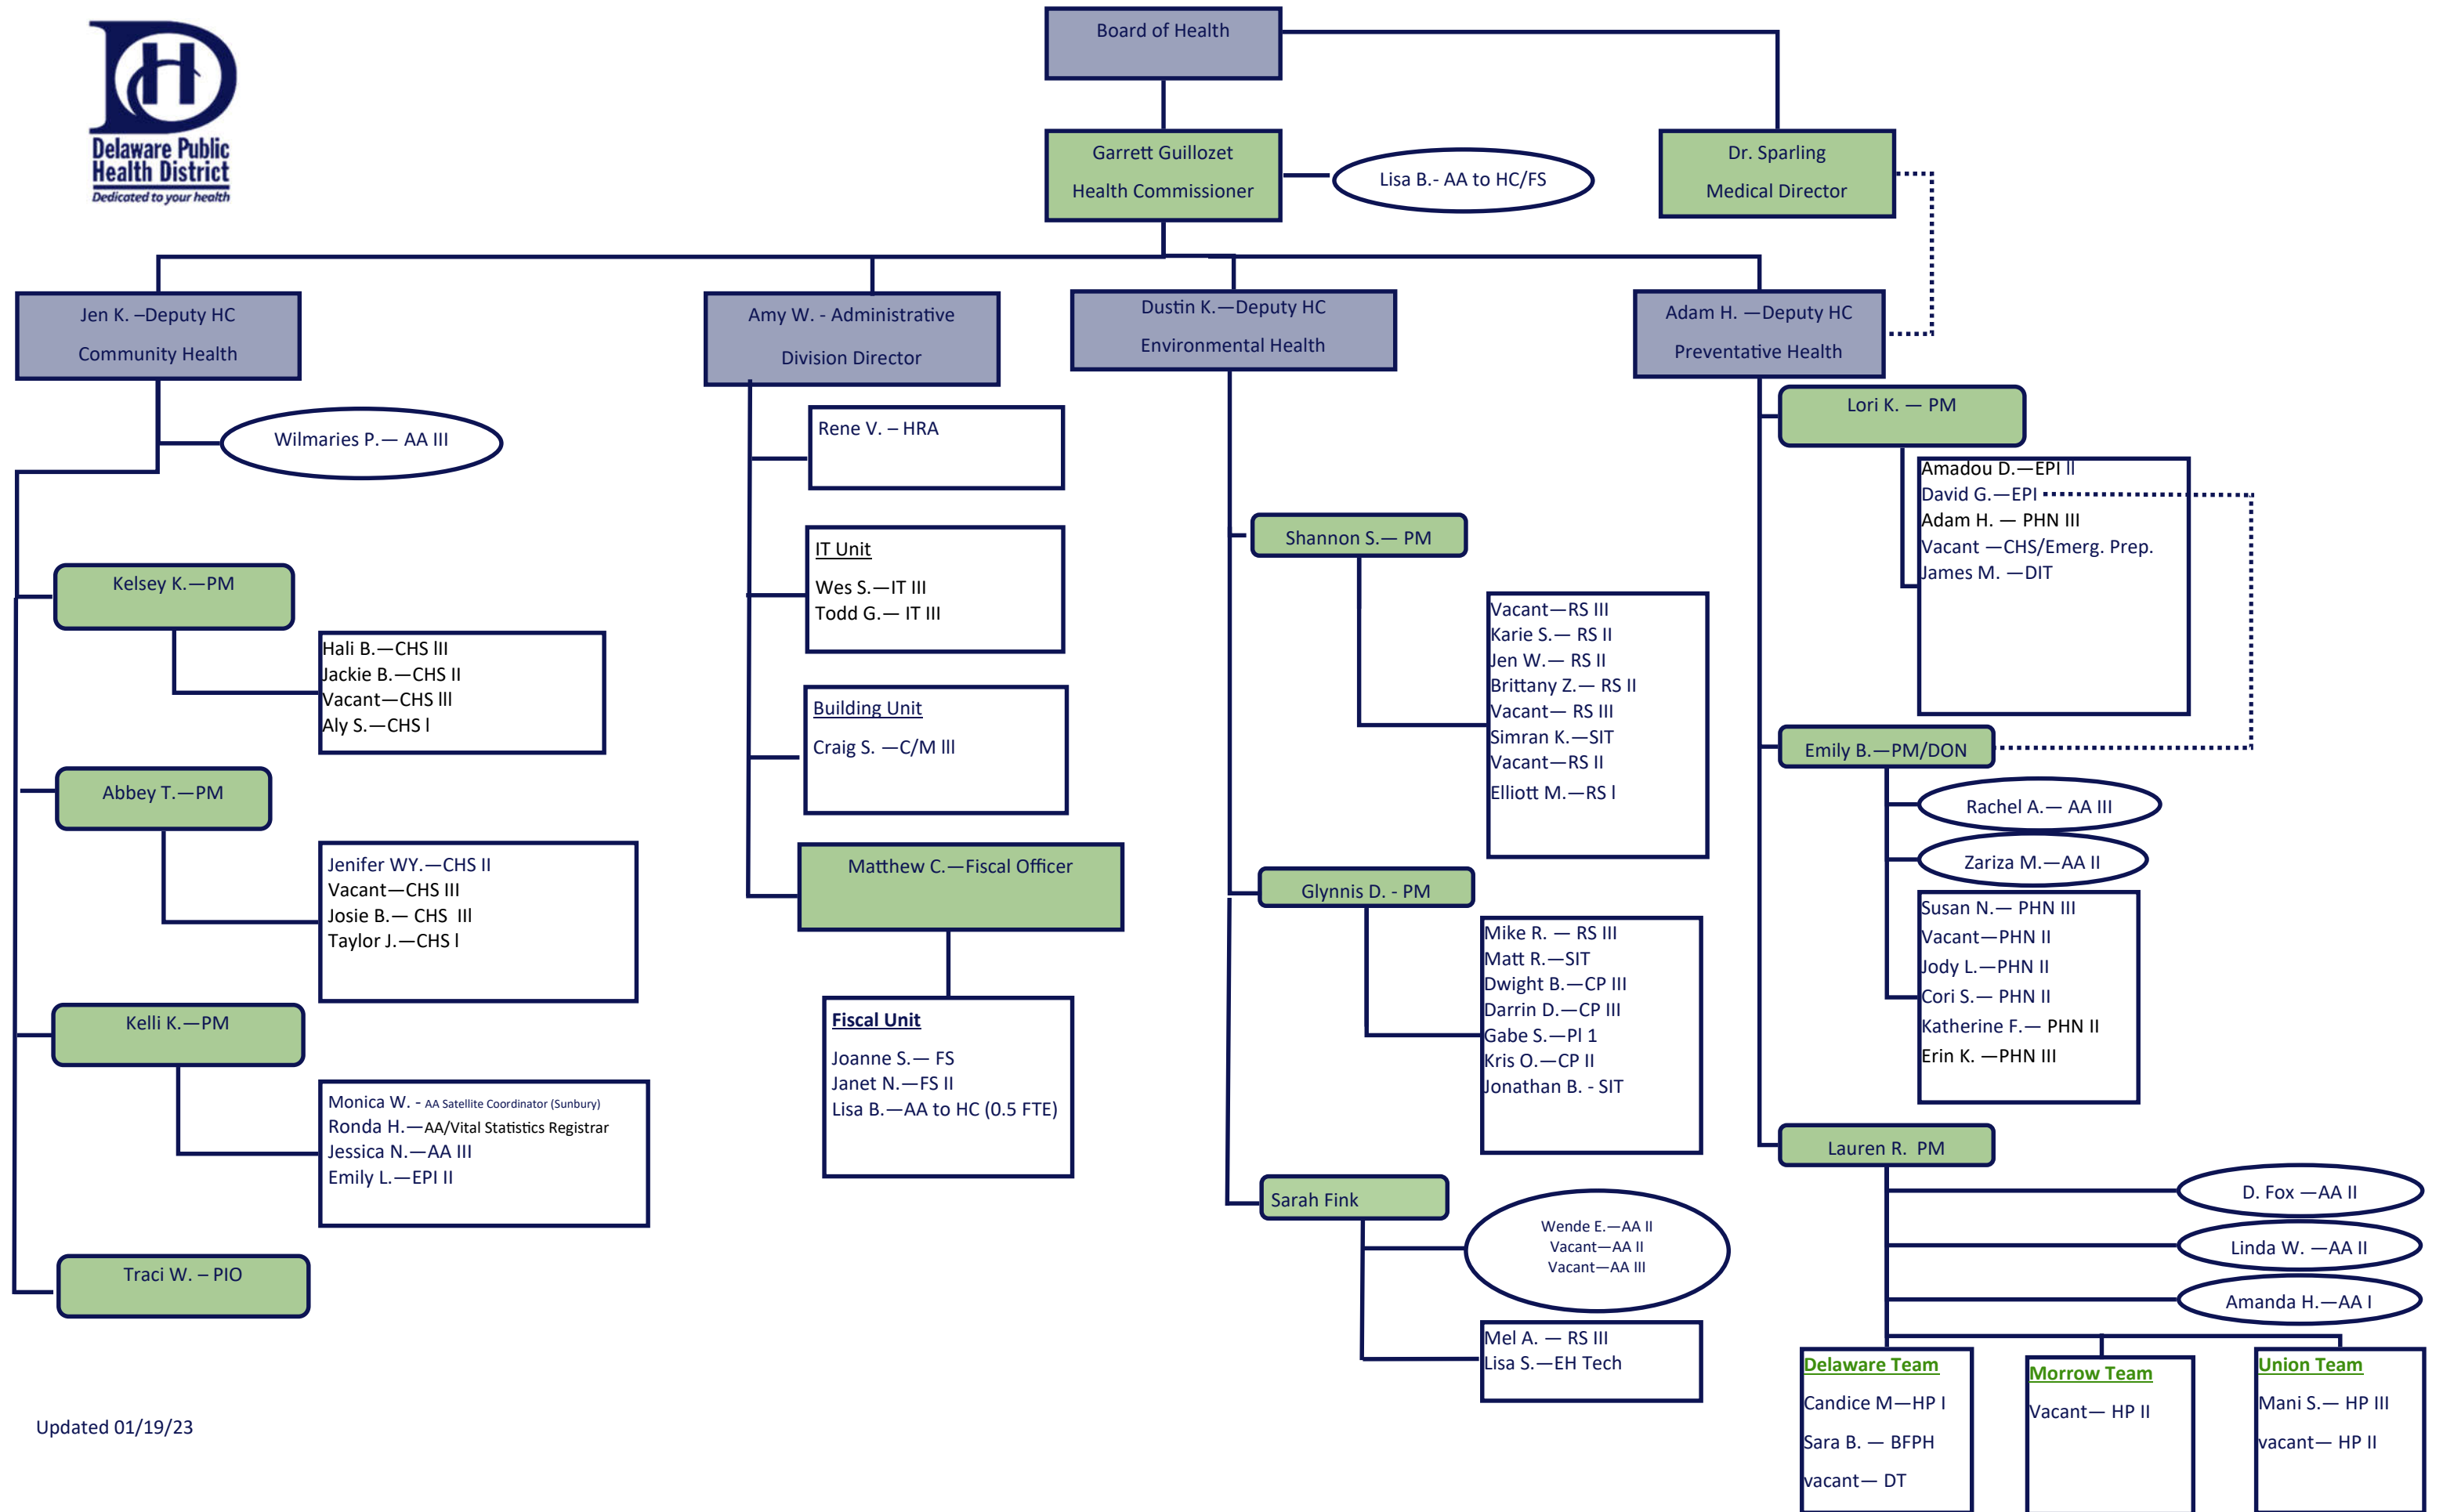 Delaware Public
Health District
Dedicated to your health
Board of Health
Garrett Guillozet
Health Commissioner
Lisa B.- AA to HC/FS
Dr. Sparling
Medical Director
Jen K. –Deputy HC
Community Health
Amy W. - Administrative
Division Director
Dustin K.—Deputy HC
Environmental Health
Adam H. —Deputy HC
Preventative Health
Wilmaries P.— AA III
Kelsey K.—PM
Hali B.—CHS lll
Jackie B.—CHS II
Vacant—CHS lll
Aly S.—CHS l
Abbey T.—PM
Jenifer WY.—CHS II
Vacant—CHS III
Josie B.— CHS III
Taylor J.—CHS l
Kelli K.—PM
Monica W. - AA Satellite Coordinator (Sunbury)
Ronda H.—AA/Vital Statistics Registrar
Jessica N.—AA III
Emily L.—EPI II
Traci W. – PIO
Rene V. – HRA
IT Unit
Wes S.—IT III
Todd G.— IT III
Building Unit
Craig S. —C/M lll
Matthew C.—Fiscal Officer
Fiscal Unit
Joanne S.— FS
Janet N.—FS II
Lisa B.—AA to HC (0.5 FTE)
Shannon S.— PM
Vacant—RS III
Karie S.— RS II
Jen W.— RS II
Brittany Z.— RS II
Vacant— RS III
Simran K.—SIT
Vacant—RS II
Elliott M.—RS l
Glynnis D. - PM
Mike R. — RS III
Matt R.—SIT
Dwight B.—CP III
Darrin D.—CP III
Gabe S.—Pl 1
Kris O.—CP II
Jonathan B. - SIT
Sarah Fink
Wende E.—AA II
Vacant—AA II
Vacant—AA III
Mel A. — RS III
Lisa S.—EH Tech
Lori K. — PM
Amadou D.—EPI ll
David G.—EPI
Adam H. — PHN III
Vacant —CHS/Emerg. Prep.
James M. —DIT
Emily B.—PM/DON
Rachel A.— AA III
Zariza M.—AA II
Susan N.— PHN III
Vacant—PHN II
Jody L.—PHN II
Cori S.— PHN II
Katherine F.— PHN II
Erin K. —PHN III
Lauren R.  PM
D. Fox —AA II
Linda W. —AA II
Amanda H.—AA I
Delaware Team
Candice M—HP I
Sara B. — BFPH
vacant— DT
Morrow Team
Vacant— HP II
Union Team
Mani S.— HP III
vacant— HP II
Updated 01/19/23